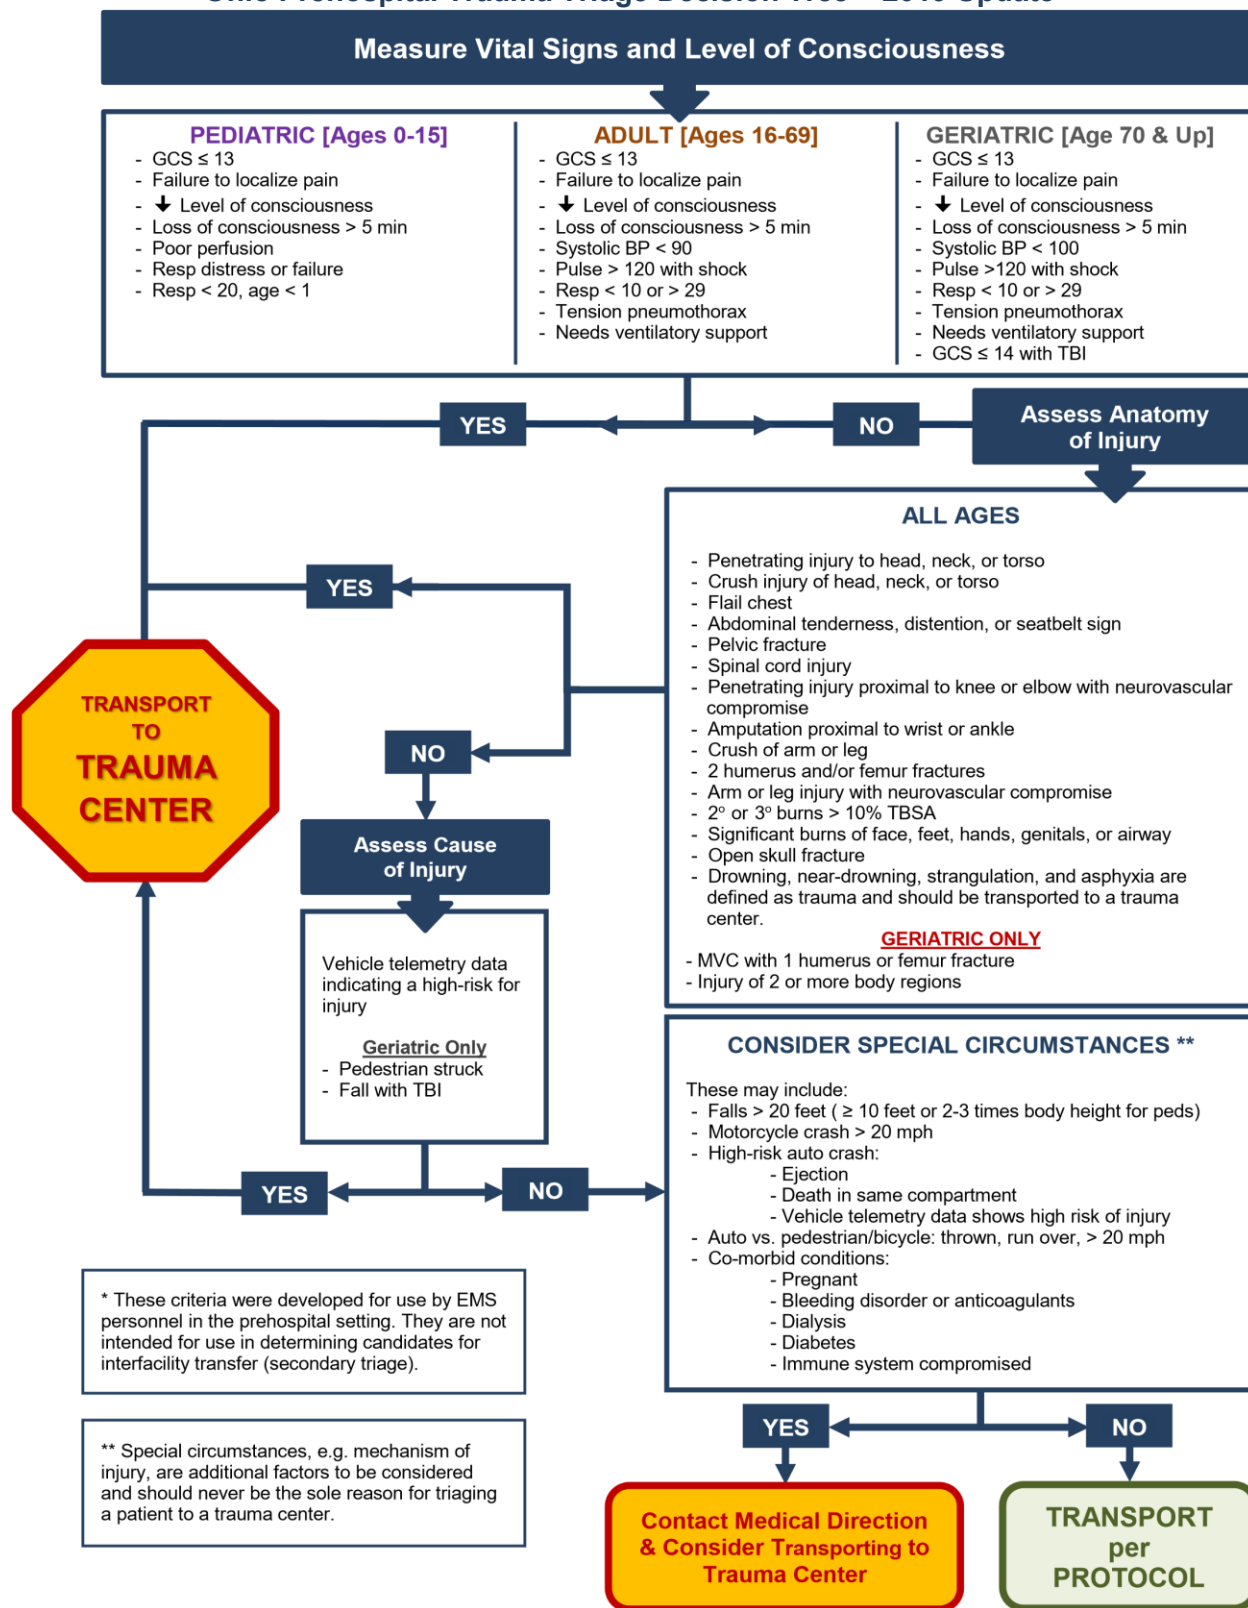 Measure Vital Signs and Level of Consciousness
PEDIATRIC [Ages 0-15]
- GCS ≤ 13
- Failure to localize pain
- 🡇 Level of consciousness
- Loss of consciousness > 5 min
- Poor perfusion
- Resp distress or failure
- Resp < 20, age < 1
ADULT [Ages 16-69]
- GCS ≤ 13
- Failure to localize pain
- 🡇 Level of consciousness
- Loss of consciousness > 5 min
- Systolic BP < 90
- Pulse > 120 with shock
- Resp < 10 or > 29
- Tension pneumothorax
- Needs ventilatory support
GERIATRIC [Age 70 & Up]
- GCS ≤ 13
- Failure to localize pain
- 🡇 Level of consciousness
- Loss of consciousness > 5 min
- Systolic BP < 100
- Pulse >120 with shock
- Resp < 10 or > 29
- Tension pneumothorax
- Needs ventilatory support
- GCS ≤ 14 with TBI
YES
NO
Assess Anatomy
of Injury
ALL AGES
- Penetrating injury to head, neck, or torso
- Crush injury of head, neck, or torso
- Flail chest
- Abdominal tenderness, distention, or seatbelt sign
- Pelvic fracture
- Spinal cord injury
- Penetrating injury proximal to knee or elbow with neurovascular
compromise
- Amputation proximal to wrist or ankle
- Crush of arm or leg
- 2 humerus and/or femur fractures
- Arm or leg injury with neurovascular compromise
- 2º or 3º burns > 10% TBSA
- Significant burns of face, feet, hands, genitals, or airway
- Open skull fracture
- Drowning, near-drowning, strangulation, and asphyxia are
defined as trauma and should be transported to a trauma
center.
GERIATRIC ONLY
- MVC with 1 humerus or femur fracture
- Injury of 2 or more body regions
YES
NO
TRANSPORT
TO
TRAUMA
CENTER
Assess Cause
of Injury
Vehicle telemetry data
indicating a high-risk for
injury
Geriatric Only
- Pedestrian struck
- Fall with TBI
YES
NO
CONSIDER SPECIAL CIRCUMSTANCES **
These may include:
- Falls > 20 feet ( ≥ 10 feet or 2-3 times body height for peds)
- Motorcycle crash > 20 mph
- High-risk auto crash:
- Ejection
- Death in same compartment
- Vehicle telemetry data shows high risk of injury
- Auto vs. pedestrian/bicycle: thrown, run over, > 20 mph
- Co-morbid conditions:
- Pregnant
- Bleeding disorder or anticoagulants
- Dialysis
- Diabetes
- Immune system compromised
* These criteria were developed for use by EMS
personnel in the prehospital setting. They are not
intended for use in determining candidates for
interfacility transfer (secondary triage).
** Special circumstances, e.g. mechanism of
injury, are additional factors to be considered
and should never be the sole reason for triaging
a patient to a trauma center.
YES
NO
Contact Medical Direction
& Consider Transporting to
Trauma Center
TRANSPORT
per
PROTOCOL